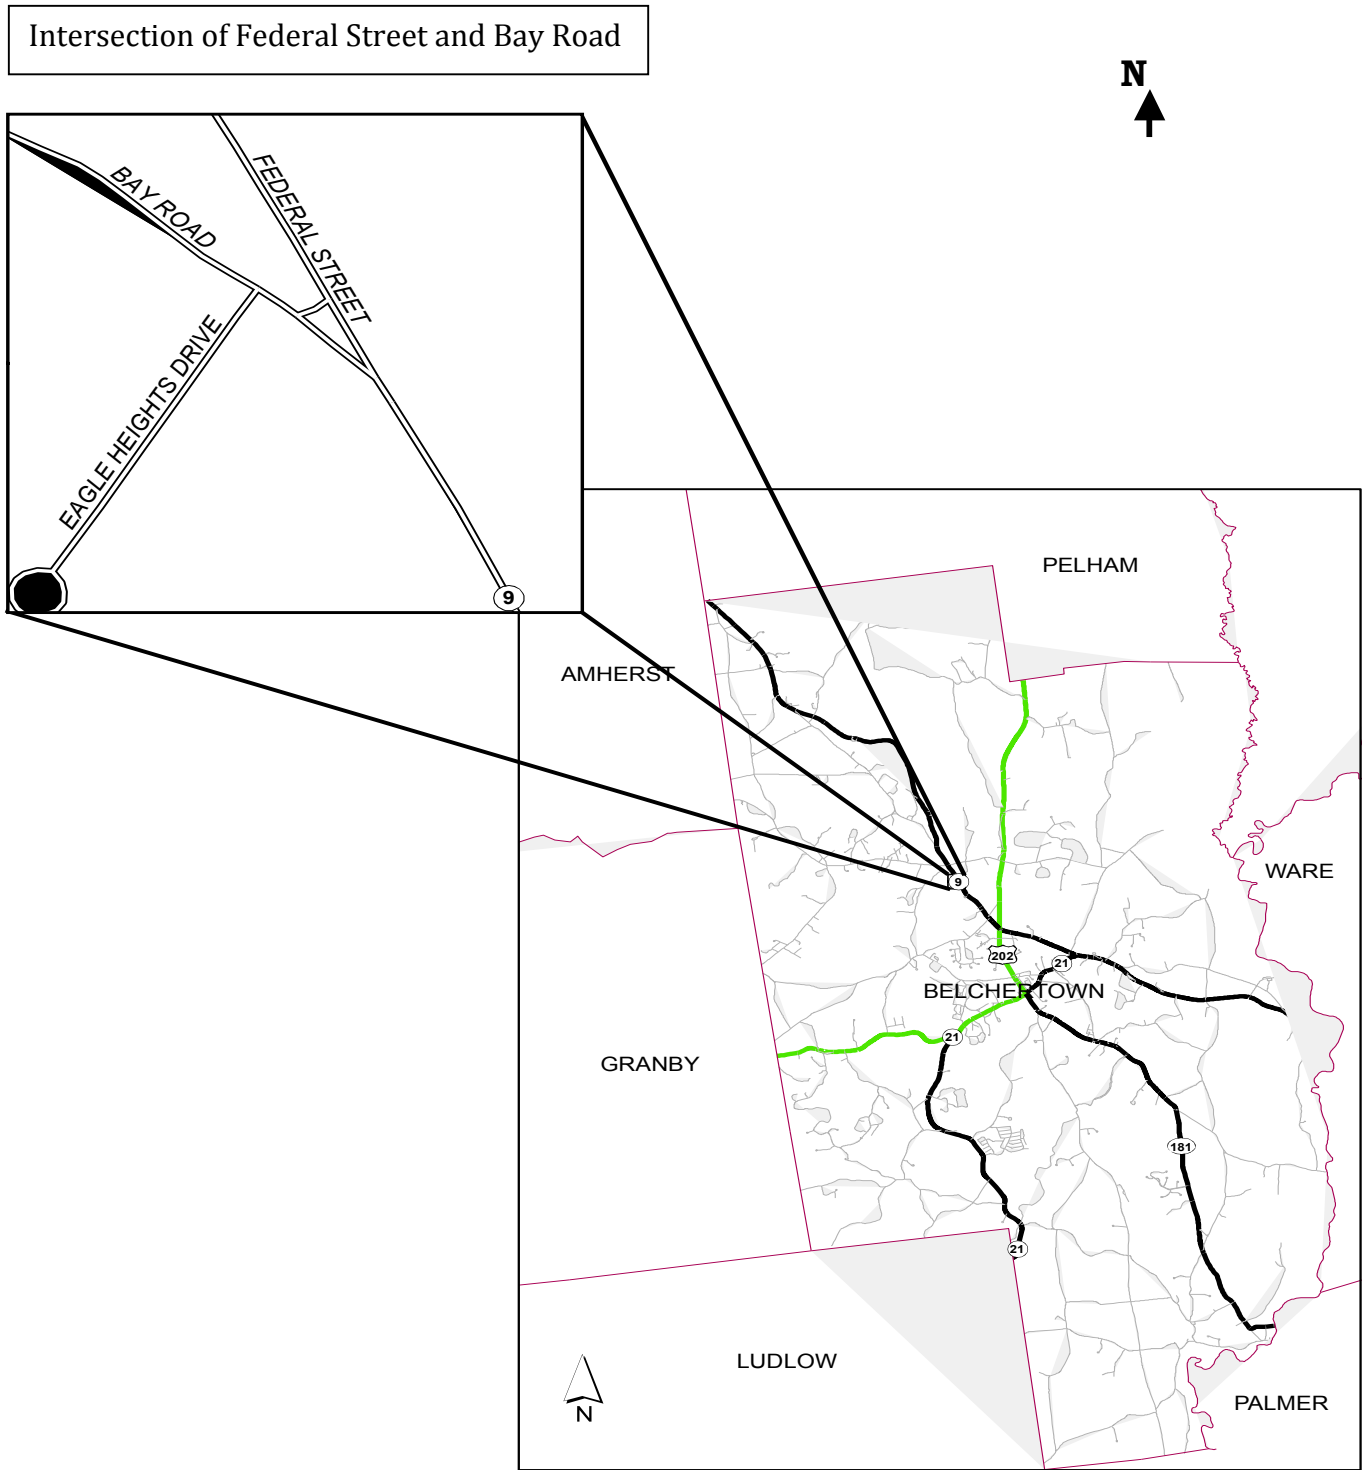 Intersection of Federal Street and Bay Road
N
BAY ROAD
FEDERAL STREET
EAGLE HEIGHTS DRIVE
9
PELHAM
AMHERST
WARE
9
202
21
BELCHERTOWN
21
GRANBY
181
21
LUDLOW
N
PALMER